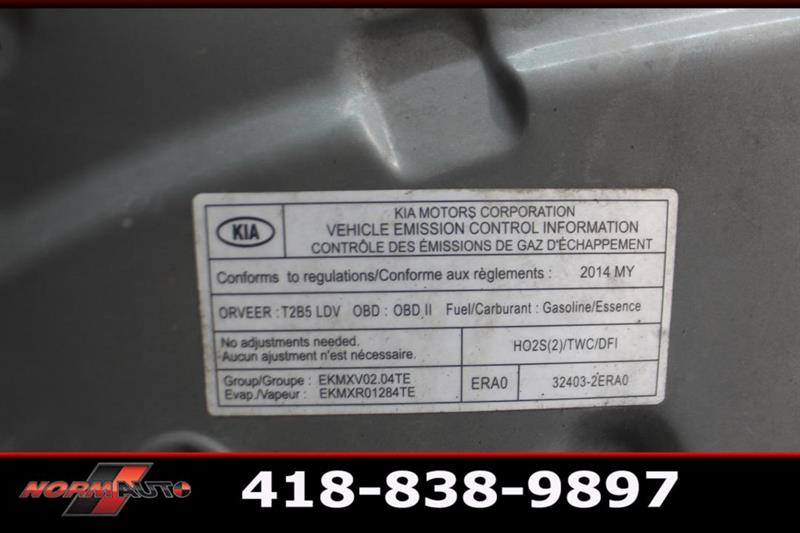 KIA
KIA MOTORS CORPORATION
VEHICLE EMISSION CONTROL INFORMATION
CONTRÔLE DES ÉMISSIONS DE GAZ D'ÉCHAPPEMENT
Conforms to regulations/Conforme aux règlements : 2014 MY
ORVEER : T2B5 LDV OBD : OBD II Fuel/Carburant : Gasoline/Essence
No adjustments needed.
Aucun ajustment n'est nécessaire.
HO2S(2)/TWC/DFI
Group/Groupe : EKMXV02.04TE
Evap./Vapeur : EKMXR01284TE
ERA0
32403-2ERA0
NORMAUTO
418-838-9897